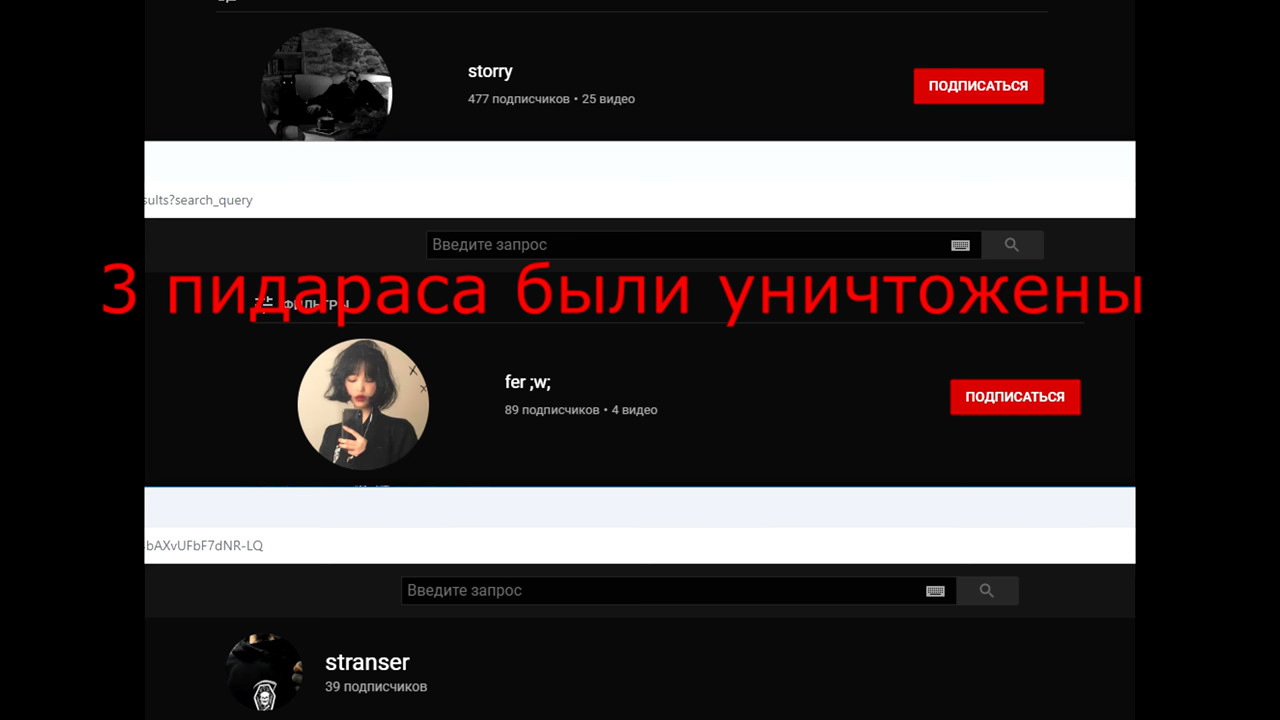 storry
477 подписчиков • 25 видео
ПОДПИСАТЬСЯ
sults?search_query
Введите запрос
3 пидараса были уничтожены
ФИЛЬТРЫ
fer ;w;
89 подписчиков • 4 видео
ПОДПИСАТЬСЯ
bAXvUFbF7dNR-LQ
Введите запрос
stranser
39 подписчиков